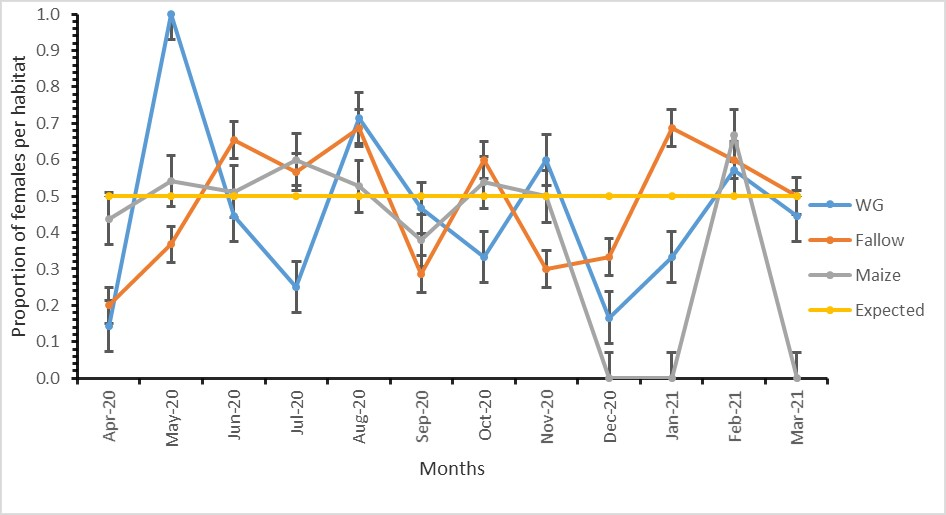 Proportion of females per habitat
1.0
0.9
0.8
0.7
0.6
0.5
0.4
0.3
0.2
0.1
0.0
Apr-20
May-20
Jun-20
Jul-20
Aug-20
Sep-20
Oct-20
Nov-20
Dec-20
Jan-21
Feb-21
Mar-21
Months
WG
Fallow
Maize
Expected